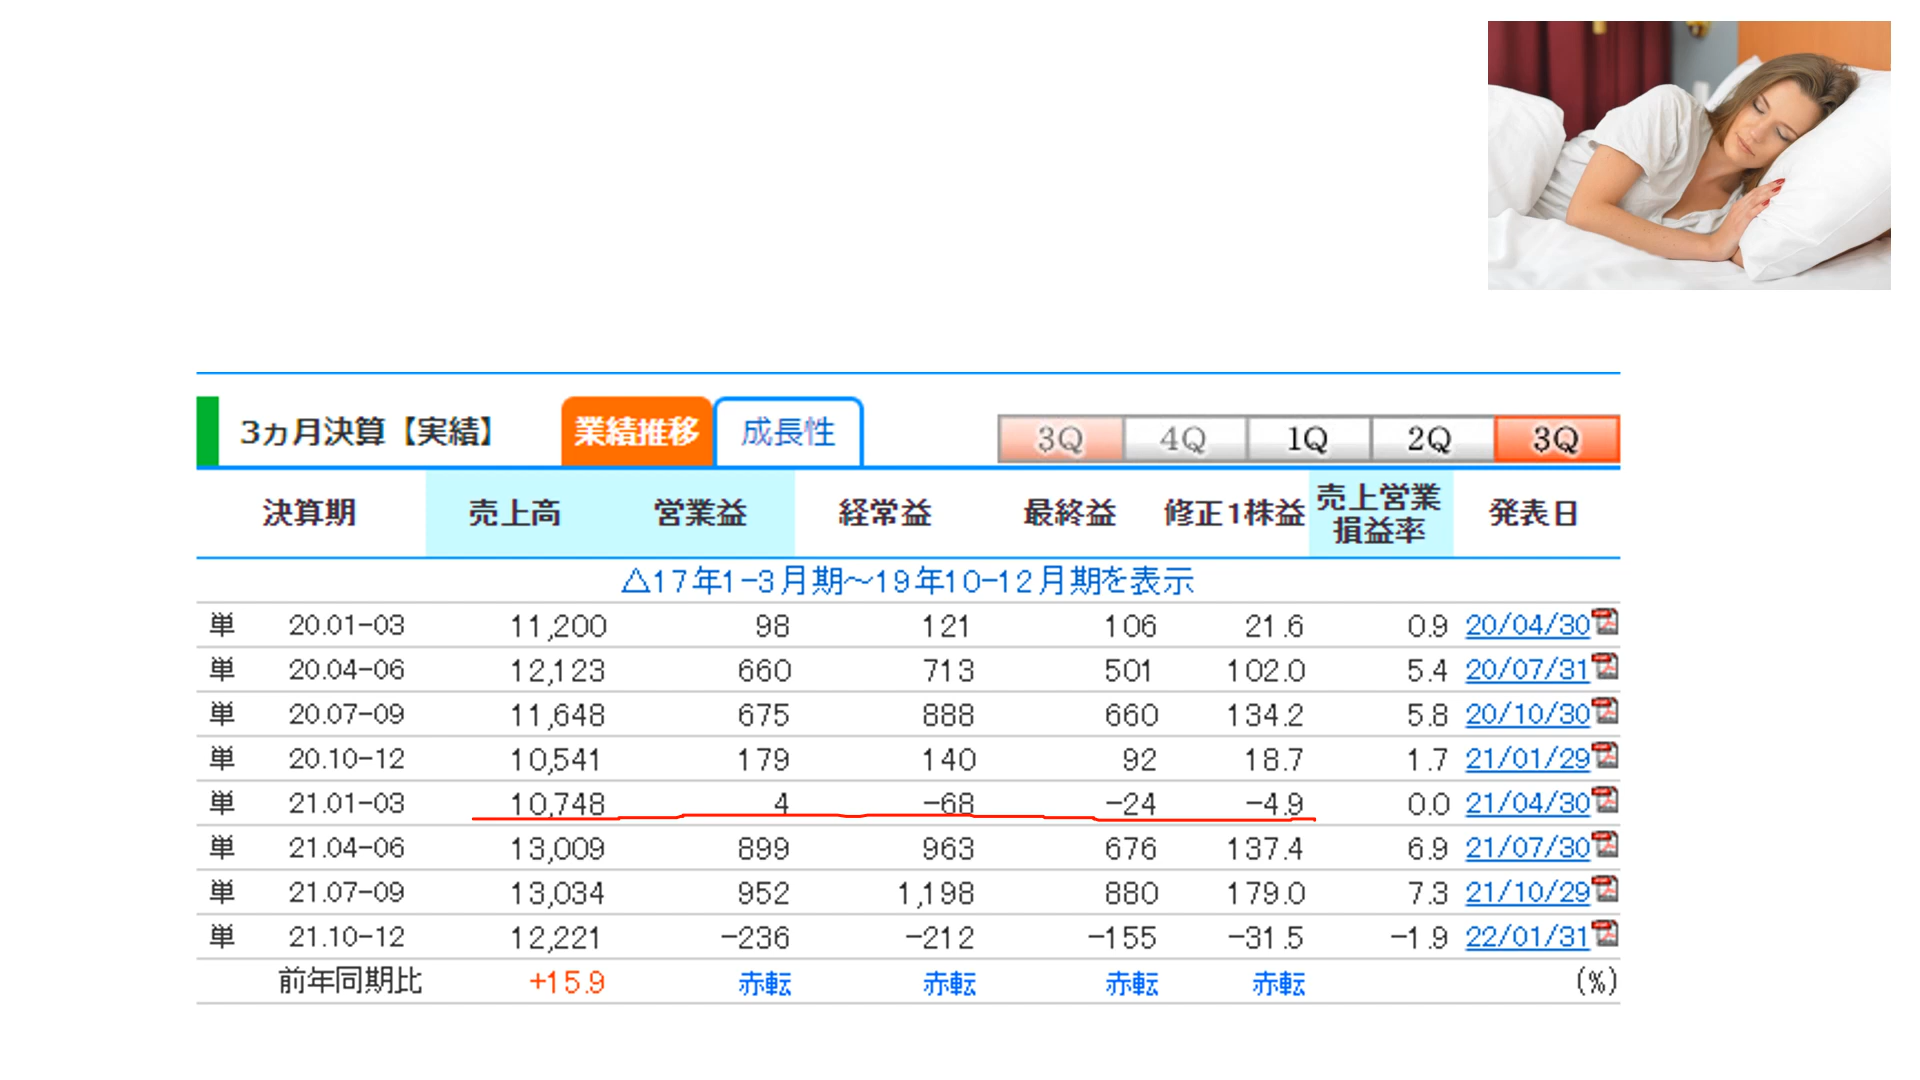 3ヵ月決算【実績】 業績推移 成長性 3Q 4Q 1Q 2Q 3Q
決算期 売上高 営業益 経常益 最終益 修正1株益 売上営業損益率 発表日
△17年1-3月期～19年10-12月期を表示
単 20.01-03 11,200 98 121 106 21.6 0.9 20/04/30
単 20.04-06 12,123 660 713 501 102.0 5.4 20/07/31
単 20.07-09 11,648 675 888 660 134.2 5.8 20/10/30
単 20.10-12 10,541 179 140 92 18.7 1.7 21/01/29
単 21.01-03 10,748 4 -68 -24 -4.9 0.0 21/04/30
単 21.04-06 13,009 899 963 676 137.4 6.9 21/07/30
単 21.07-09 13,034 952 1,198 880 179.0 7.3 21/10/29
単 21.10-12 12,221 -236 -212 -155 -31.5 -1.9 22/01/31
前年同期比 +15.9 赤転 赤転 赤転 赤転 (%)